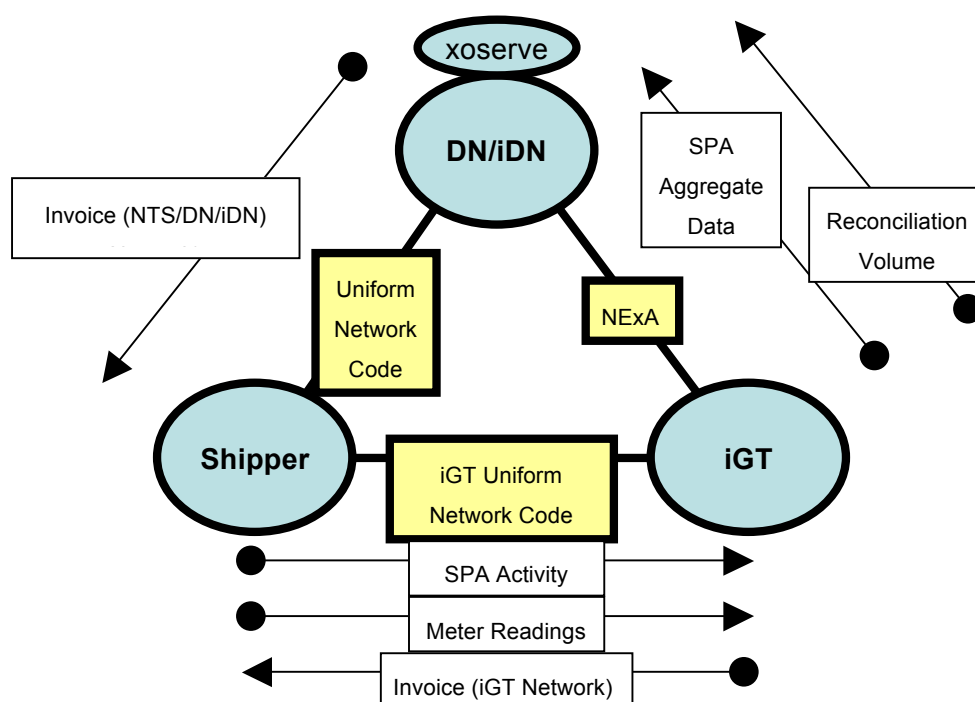 xoserve
DN/iDN
SPA
Aggregate
Data
Invoice (NTS/DN/iDN)
Reconciliation
Volume
Uniform
Network
Code
NExA
Shipper
iGT Uniform
Network Code
iGT
SPA Activity
Meter Readings
Invoice (iGT Network)